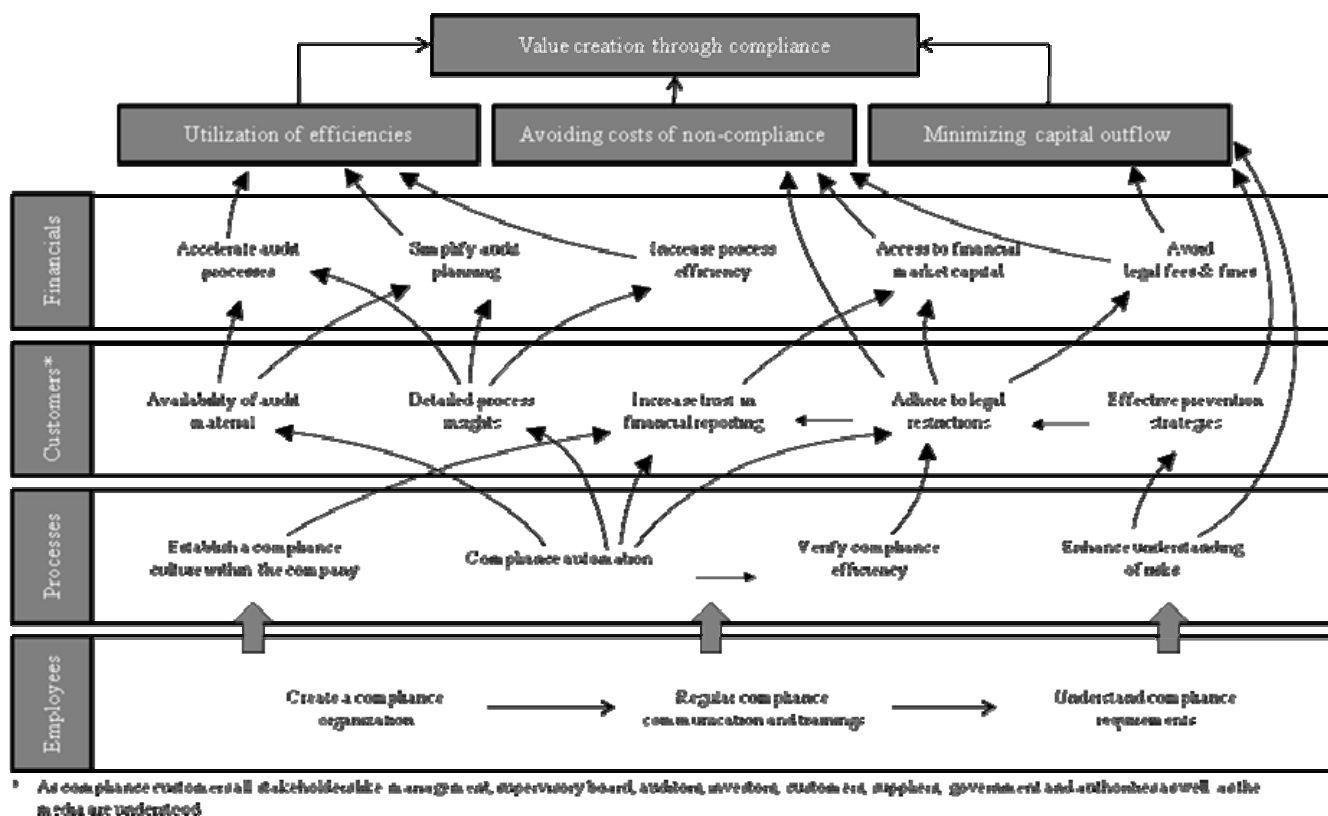 Value creation through compliance
Utilization of efficiencies
Avoiding costs of non-compliance
Minimizing capital outflow
Financials
Accelerate audit
processes
Simplify audit
planning
Increase process
efficiency
Access to financial
market capital
Avoid
legal fees & fines
Customers*
Availability of audit
material
Detailed process
insights
Increase trust in
financial reporting
Adhere to legal
restrictions
Effective prevention
strategies
Processes
Establish a compliance
culture within the company
Compliance automation
Verify compliance
efficiency
Enhance understanding
of risks
Employees
Create a compliance
organization
Regular compliance
communication and trainings
Understand compliance
requirements
* As compliance customers all stakeholders like management, supervisory board, auditors, investors, customers, suppliers, government and authorities as well as the
media are understood